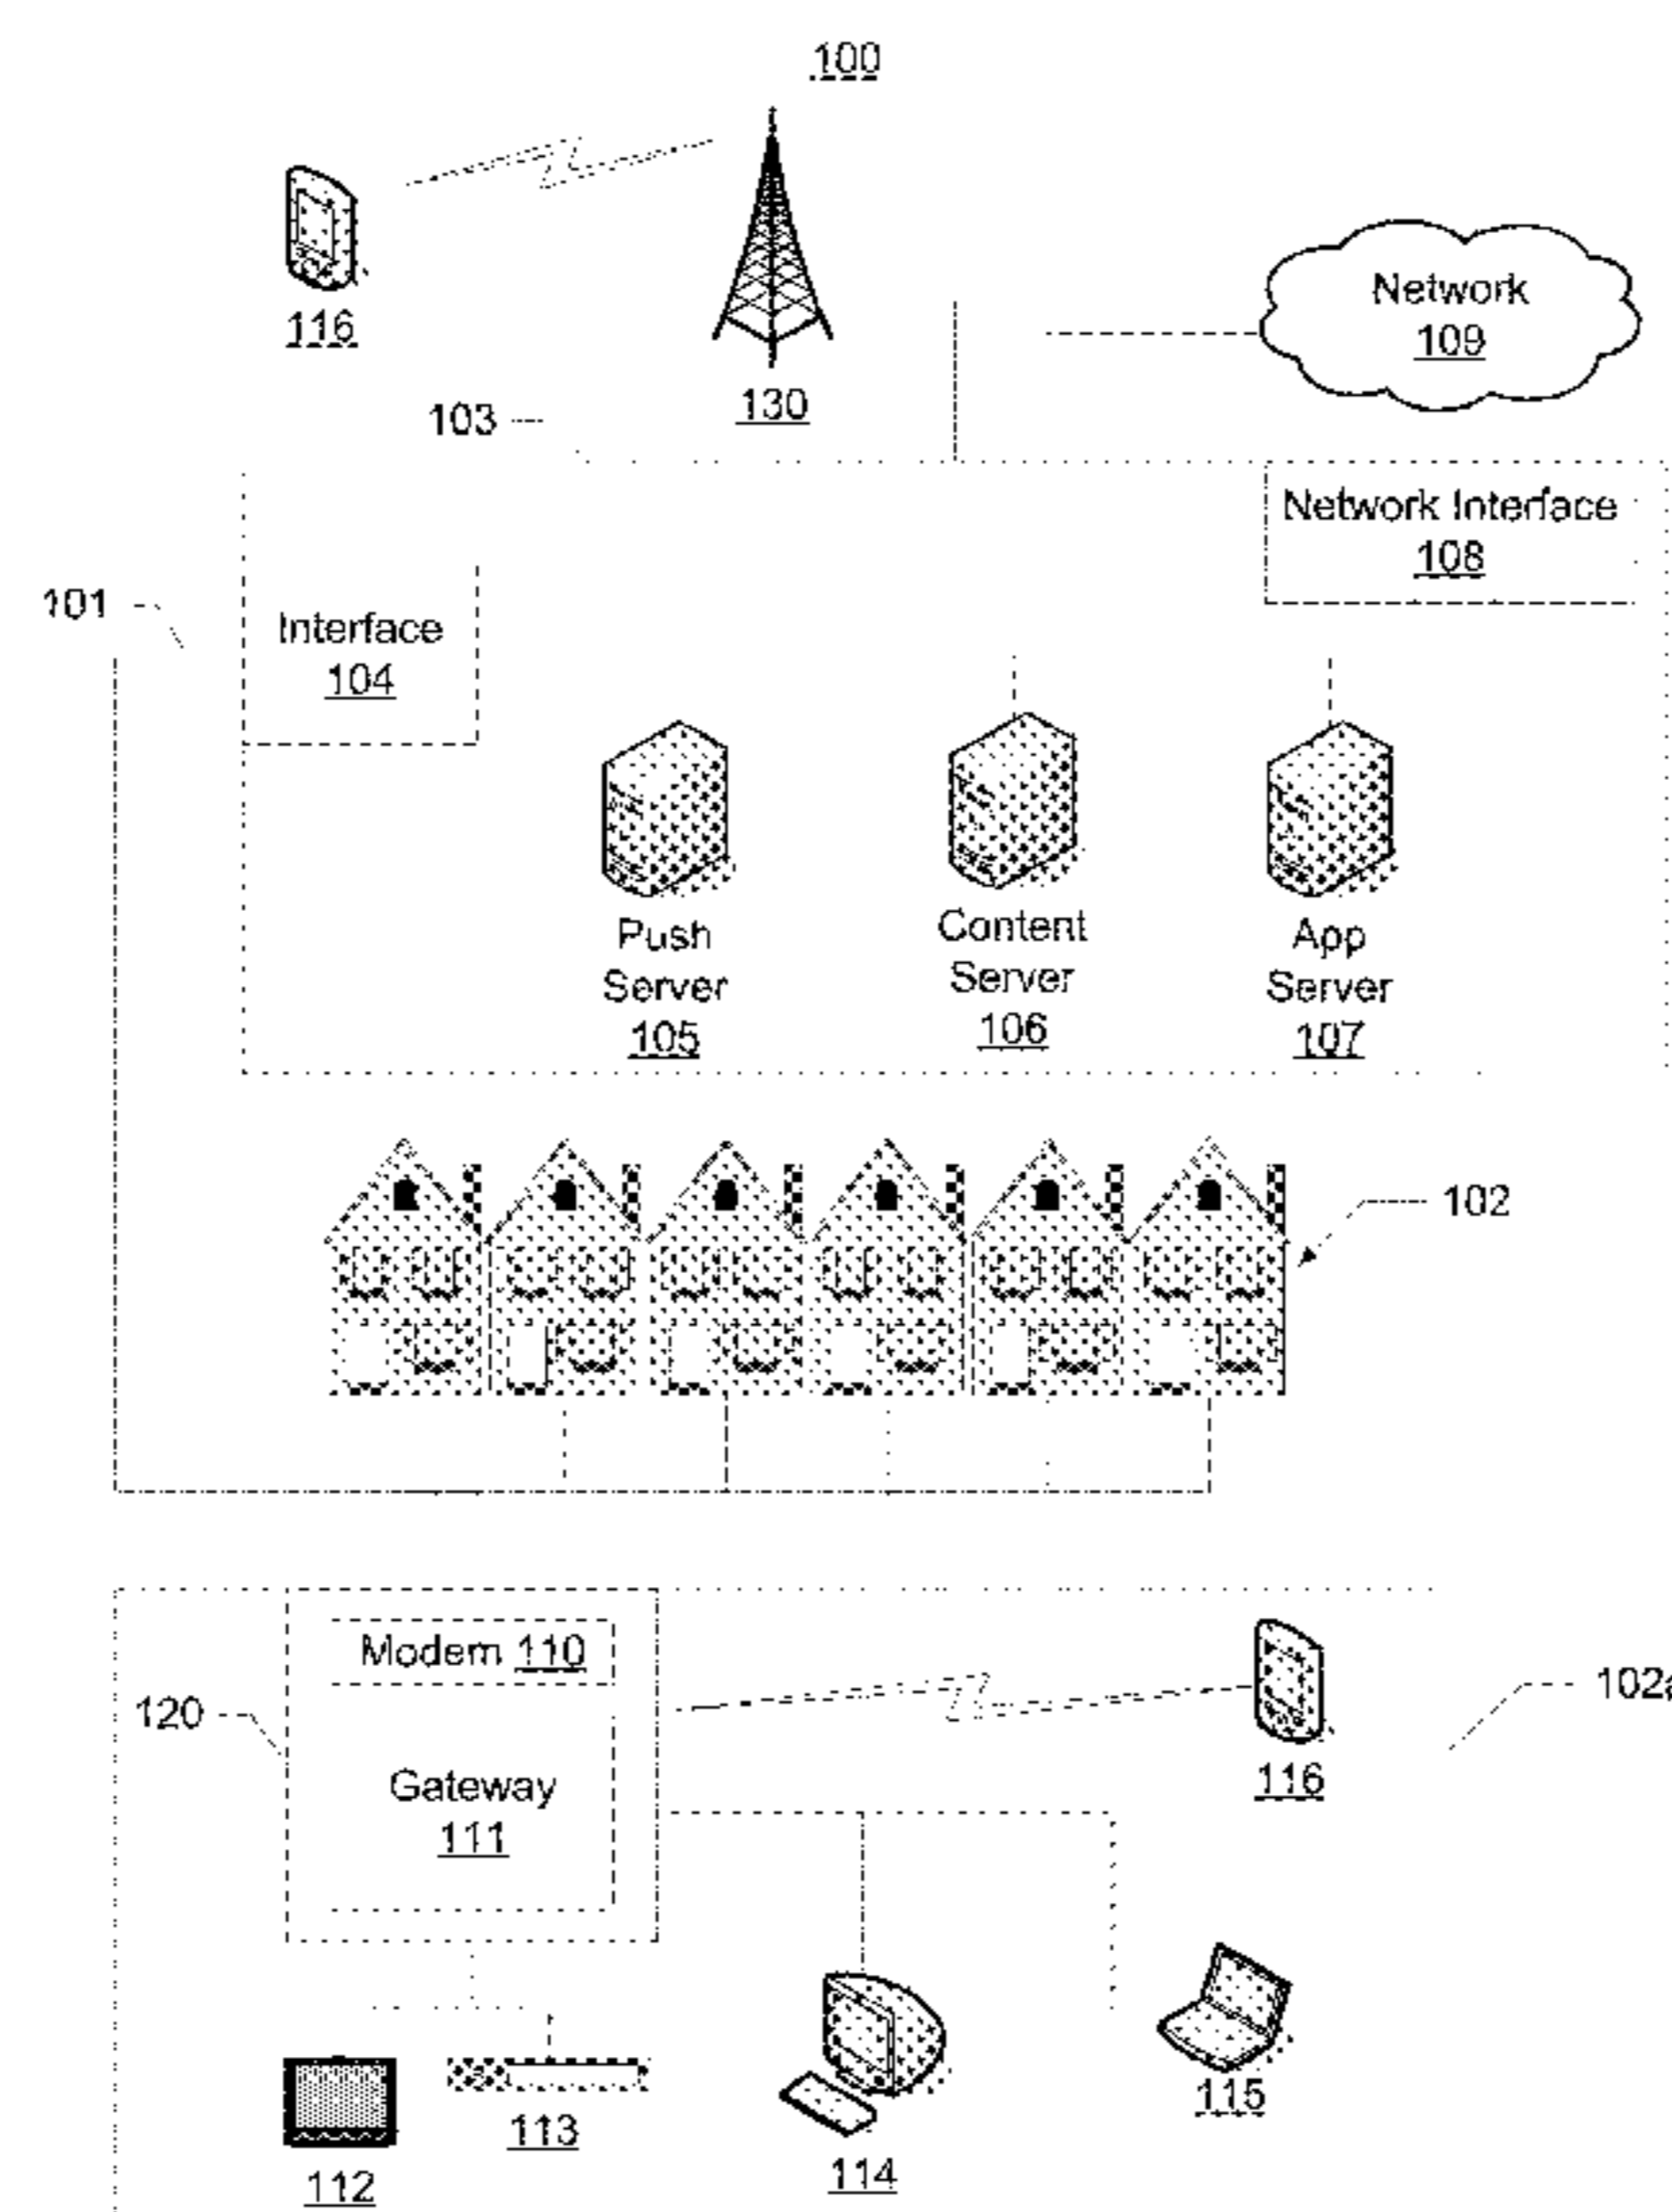 100
116
130
Network
109
103
Network Interface
108
101
Interface
104
Push
Server
105
Content
Server
106
App
Server
107
102
Modem 110
120
102a
Gateway
111
116
112
113
114
115